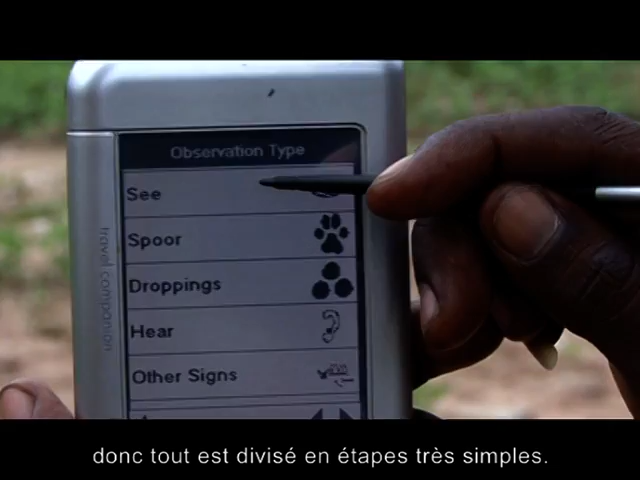 Observation Type
See
Spoor
Droppings
Hear
Other Signs
travel companion
donc tout est divisé en étapes très simples.